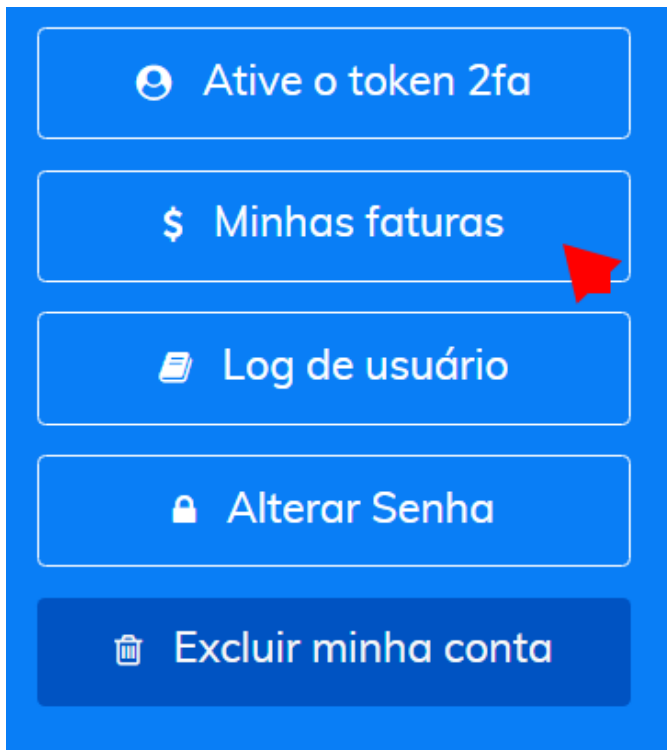 Ative o token 2fa
$ Minhas faturas
Log de usuário
Alterar Senha
Excluir minha conta